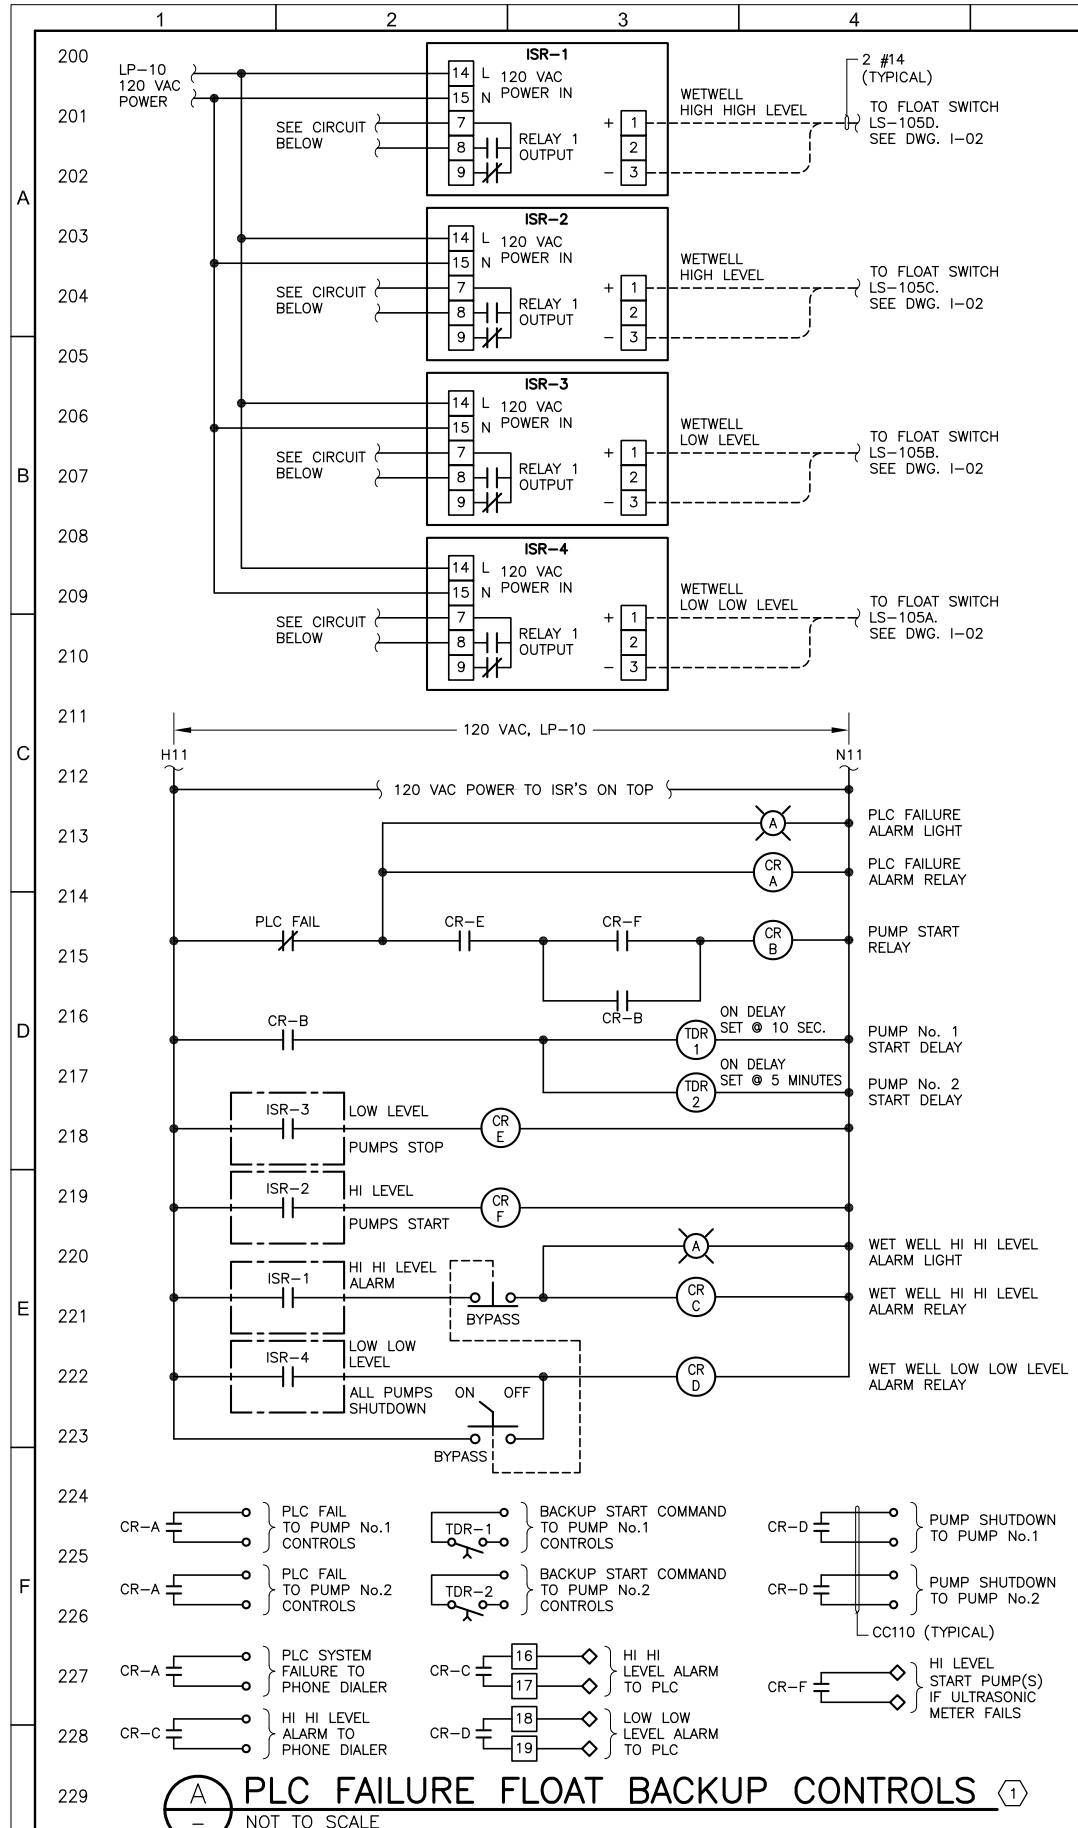 1 2 3 4
200
201
202
203
204
205
206
207
208
209
210
211
212
213
214
215
216
217
218
219
220
221
222
223
224
225
226
227
228
229
A
B
C
D
E
F
LP-10
120 VAC
POWER
ISR-1
14 L 120 VAC
15 N POWER IN
7
8
9
RELAY 1
OUTPUT
SEE CIRCUIT
BELOW
+ 1
2
- 3
WETWELL
HIGH HIGH LEVEL
2 #14
(TYPICAL)
TO FLOAT SWITCH
LS-105D.
SEE DWG. I-02
ISR-2
14 L 120 VAC
15 N POWER IN
7
8
9
RELAY 1
OUTPUT
SEE CIRCUIT
BELOW
+ 1
2
- 3
WETWELL
HIGH LEVEL
TO FLOAT SWITCH
LS-105C.
SEE DWG. I-02
ISR-3
14 L 120 VAC
15 N POWER IN
7
8
9
RELAY 1
OUTPUT
SEE CIRCUIT
BELOW
+ 1
2
- 3
WETWELL
LOW LEVEL
TO FLOAT SWITCH
LS-105B.
SEE DWG. I-02
ISR-4
14 L 120 VAC
15 N POWER IN
7
8
9
RELAY 1
OUTPUT
SEE CIRCUIT
BELOW
+ 1
2
- 3
WETWELL
LOW LOW LEVEL
TO FLOAT SWITCH
LS-105A.
SEE DWG. I-02
120 VAC, LP-10
H11 N11
120 VAC POWER TO ISR'S ON TOP
A
PLC FAILURE
ALARM LIGHT
CR
A
PLC FAILURE
ALARM RELAY
PLC FAIL CR-E CR-F
CR
B
PUMP START
RELAY
CR-B
CR-B
ON DELAY
SET @ 10 SEC.
TDR
1
PUMP No. 1
START DELAY
ON DELAY
SET @ 5 MINUTES
TDR
2
PUMP No. 2
START DELAY
ISR-3 LOW LEVEL
PUMPS STOP
CR
E
ISR-2 HI LEVEL
PUMPS START
CR
F
A
WET WELL HI HI LEVEL
ALARM LIGHT
ISR-1
HI HI LEVEL
ALARM
BYPASS
CR
C
WET WELL HI HI LEVEL
ALARM RELAY
ISR-4
LOW LOW
LEVEL
ALL PUMPS
SHUTDOWN
CR
D
WET WELL LOW LOW LEVEL
ALARM RELAY
ON OFF
BYPASS
CR-A
PLC FAIL
TO PUMP No.1
CONTROLS
TDR-1
BACKUP START COMMAND
TO PUMP No.1
CONTROLS
CR-D
PUMP SHUTDOWN
TO PUMP No.1
CR-A
PLC FAIL
TO PUMP No.2
CONTROLS
TDR-2
BACKUP START COMMAND
TO PUMP No.2
CONTROLS
CR-D
PUMP SHUTDOWN
TO PUMP No.2
CC110 (TYPICAL)
CR-A
PLC SYSTEM
FAILURE TO
PHONE DIALER
CR-C
16
17
HI HI
LEVEL ALARM
TO PLC
CR-F
HI LEVEL
START PUMP(S)
IF ULTRASONIC
METER FAILS
CR-C
HI HI LEVEL
ALARM TO
PHONE DIALER
CR-D
18
19
LOW LOW
LEVEL ALARM
TO PLC
A
-
PLC FAILURE FLOAT BACKUP CONTROLS 1
NOT TO SCALE